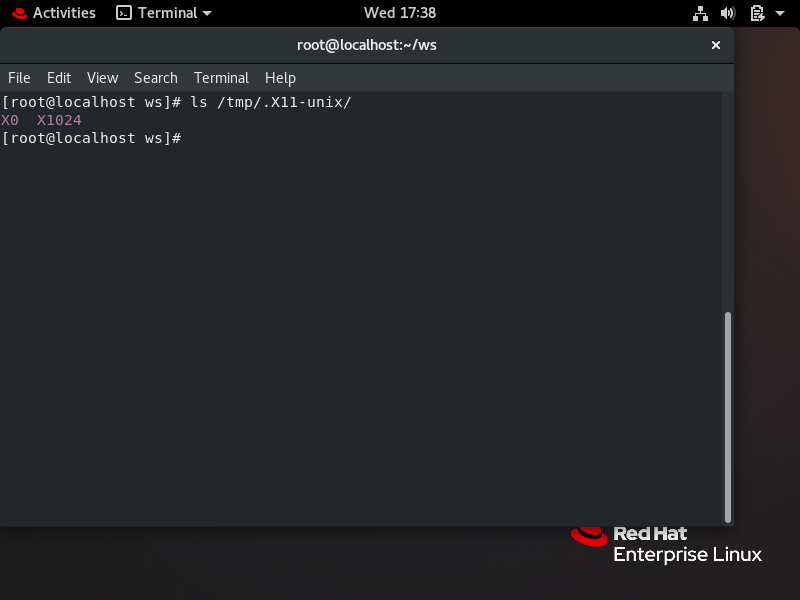 Activities Terminal Wed 17:38
root@localhost:~/ws
File Edit View Search Terminal Help
[root@localhost ws]# ls /tmp/.X11-unix/
X0  X1024
[root@localhost ws]#
Red Hat
Enterprise Linux